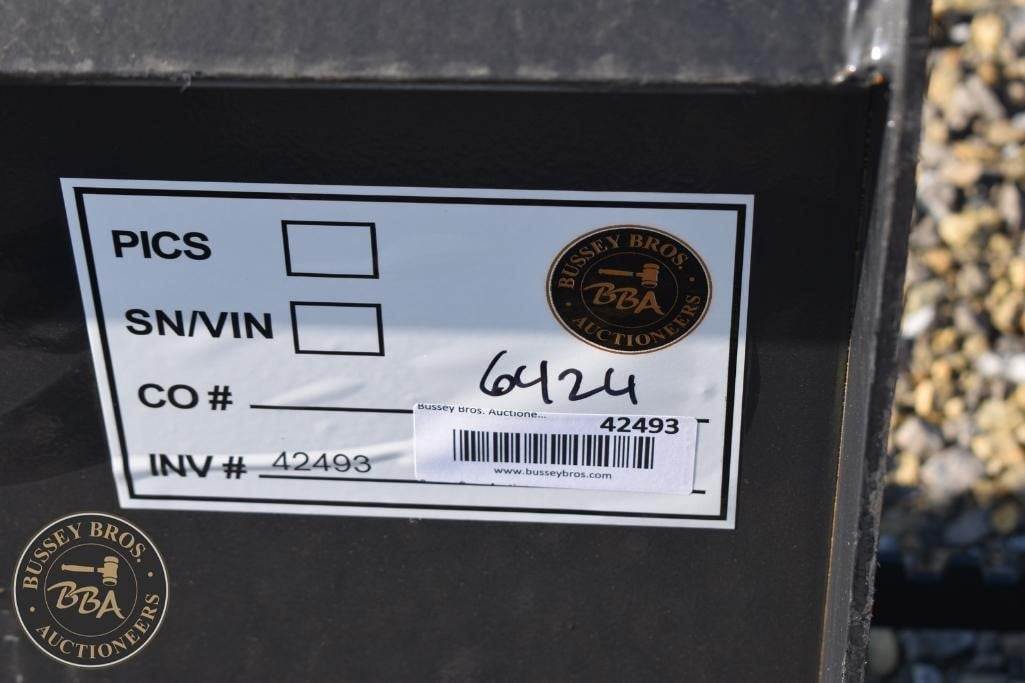 PICS
SN/VIN
BUSSEY BROS.
BBA
AUCTIONEERS
6424
CO #
Bussey Bros. Auctione...
42493
www.busseybros.com
INV # 42493
BUSSEY BROS.
BBA
AUCTIONEERS